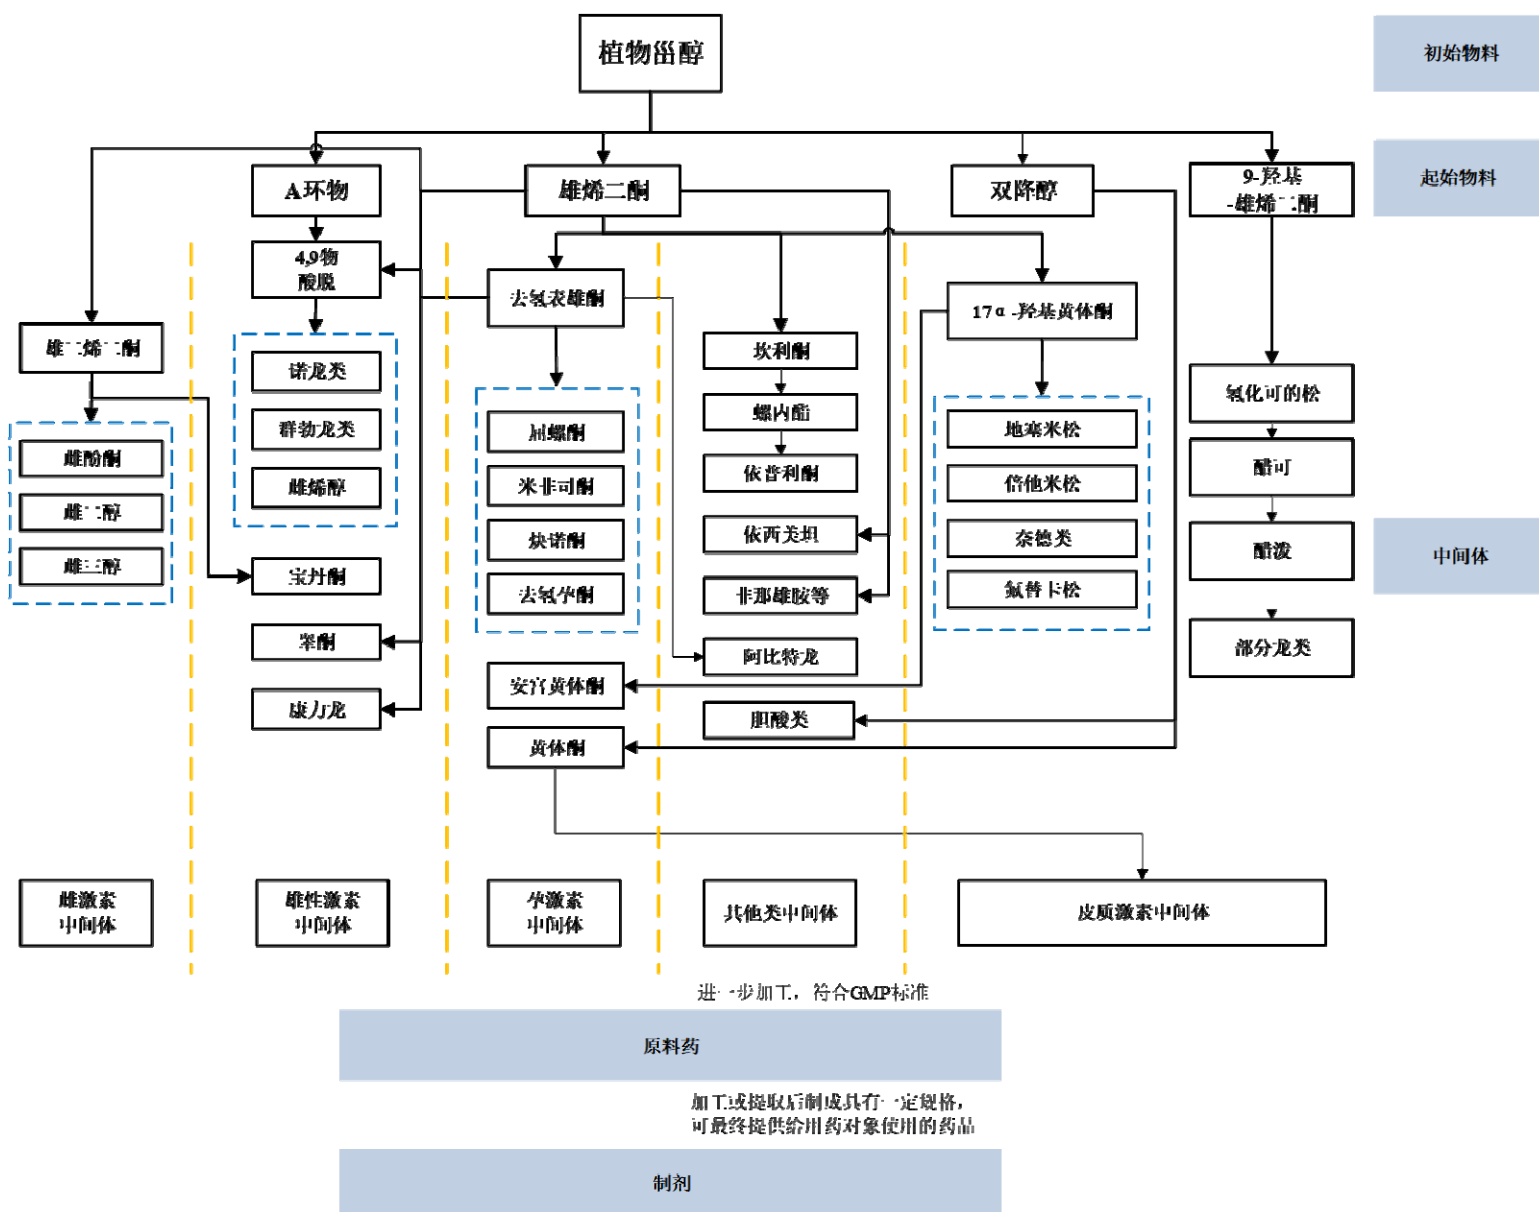 植物甾醇
初始物料
A环物
雄烯二酮
双降醇
9-羟基
-雄烯二酮
起始物料
4,9物
酸脱
去氢表雄酮
17α-羟基黄体酮
雄二烯二酮
诺龙类
群勃龙类
雌烯醇
坎利酮
螺内酯
依普利酮
氢化可的松
醋可
醋泼
部分龙类
雌酚酮
雌二醇
雌三醇
屈螺酮
米非司酮
炔诺酮
去氢孕酮
地塞米松
倍他米松
奈德类
氟替卡松
中间体
依西美坦
非那雄胺等
阿比特龙
胆酸类
宝丹酮
睾酮
康力龙
安宫黄体酮
黄体酮
雌激素
中间体
雄性激素
中间体
孕激素
中间体
其他类中间体
皮质激素中间体
进一步加工，符合GMP标准
原料药
加工或提取后制成具有一定规格，
可最终提供给用药对象使用的药品
制剂